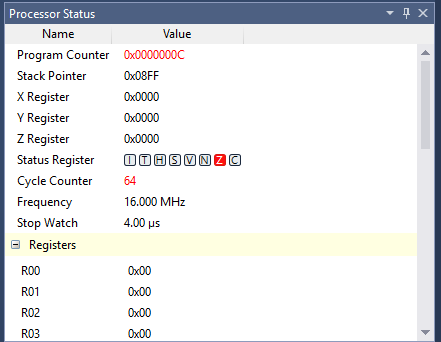 Processor Status
Name Value
Program Counter 0x0000000C
Stack Pointer 0x08FF
X Register 0x0000
Y Register 0x0000
Z Register 0x0000
Status Register I T H S V N Z C
Cycle Counter 64
Frequency 16.000 MHz
Stop Watch 4.00 µs
Registers
R00 0x00
R01 0x00
R02 0x00
R03 0x00